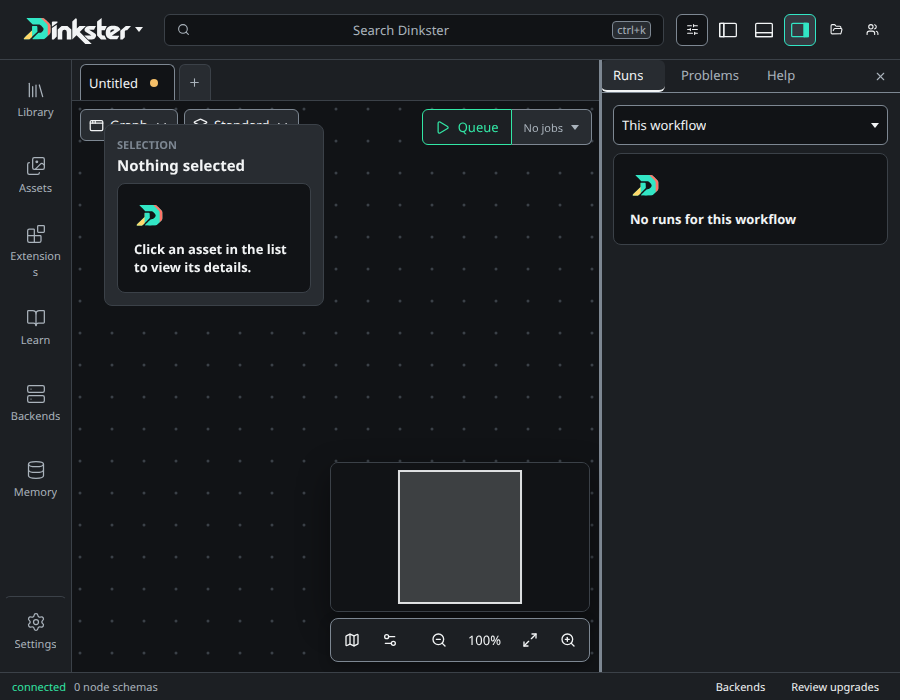 Dinkster
Search Dinkster
ctrl+k
Untitled
Runs
Problems
Help
Library
Assets
Extension
s
Learn
Backends
Memory
Settings
Queue
No jobs
SELECTION
Nothing selected
Click an asset in the list
to view its details.
This workflow
No runs for this workflow
100%
connected
0 node schemas
Backends
Review upgrades